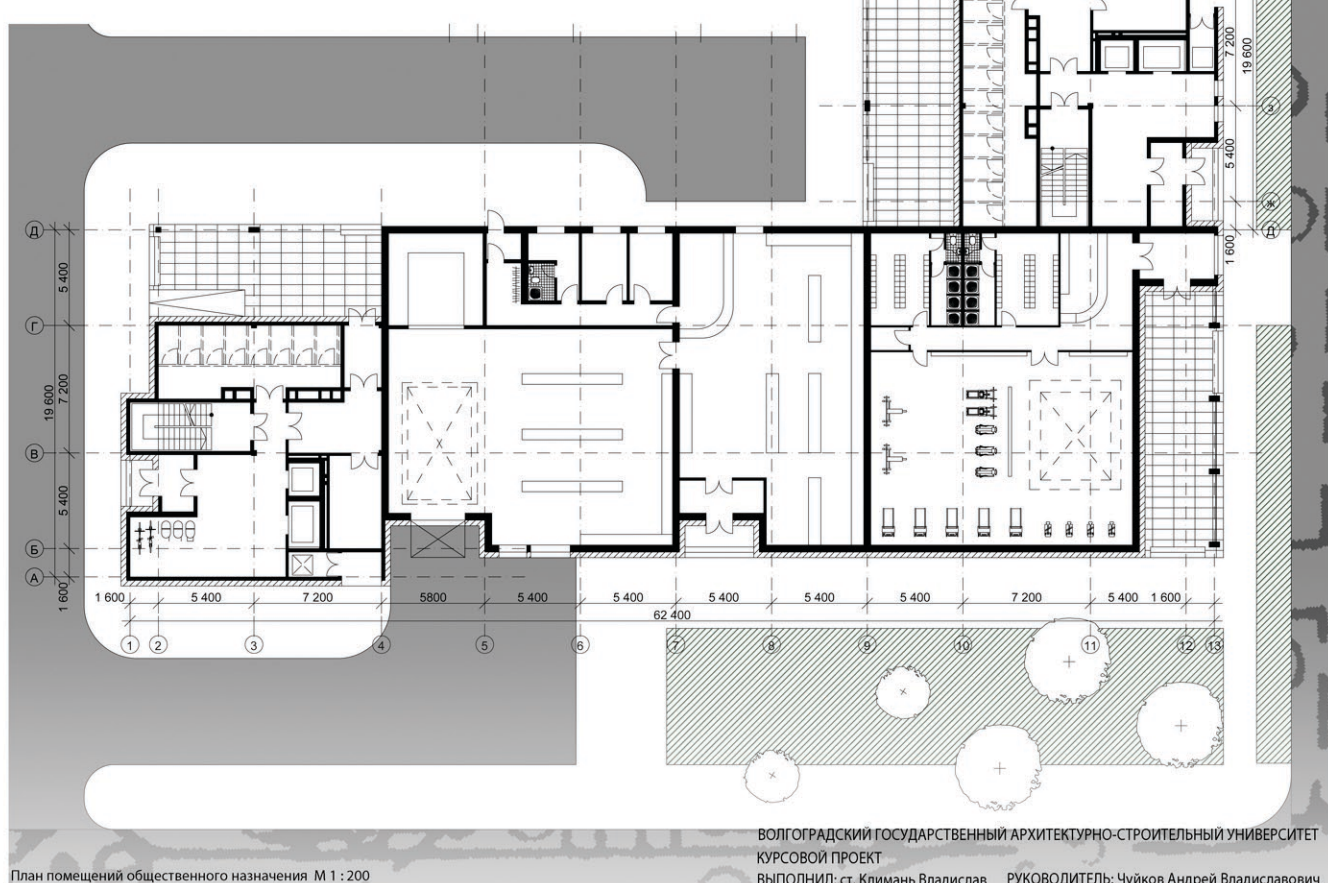 7 200
19 600
З
5 400
Ж
Д
Д
1 600
5 400
Г
19 600
7 200
В
5 400
Б
А
1 600
1 600 5 400 7 200 5800 5 400 5 400 5 400 5 400 5 400 7 200 5 400 1 600
62 400
1 2 3 4 5 6 7 8 9 10 11 12 13
ВОЛГОГРАДСКИЙ ГОСУДАРСТВЕННЫЙ АРХИТЕКТУРНО-СТРОИТЕЛЬНЫЙ УНИВЕРСИТЕТ
КУРСОВОЙ ПРОЕКТ
ВЫПОЛНИЛ: ст. Климань Владислав РУКОВОДИТЕЛЬ: Чуйков Андрей Владиславович
План помещений общественного назначения М 1 : 200